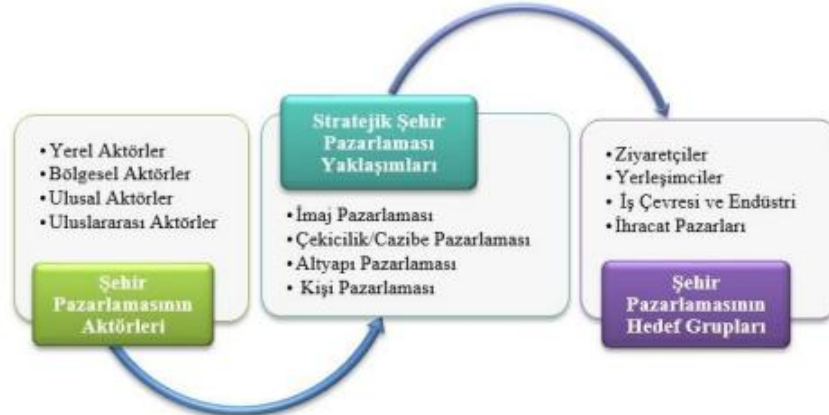 • Yerel Aktörler
• Bölgesel Aktörler
• Ulusal Aktörler
• Uluslararası Aktörler
Şehir
Pazarlamasının
Aktörleri
Stratejik Şehir
Pazarlaması
Yaklaşımları
• İmaj Pazarlaması
• Çekicilik/Cazibe Pazarlaması
• Altyapı Pazarlaması
• Kişi Pazarlaması
• Ziyaretçiler
• Yerleşimciler
• İş Çevresi ve Endüstri
• İhracat Pazarları
Şehir
Pazarlamasının
Hedef Grupları